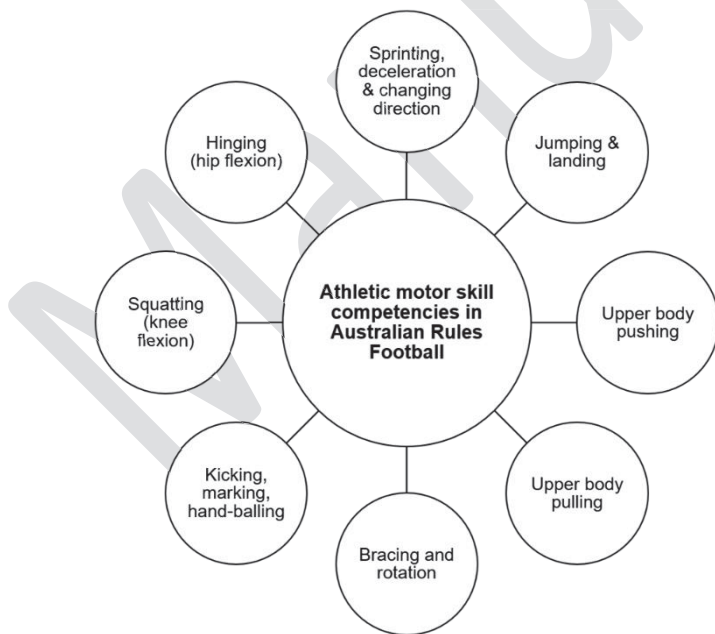 Sprinting,
deceleration
& changing
direction
Jumping &
landing
Upper body
pushing
Upper body
pulling
Bracing and
rotation
Kicking,
marking,
hand-balling
Squatting
(knee
flexion)
Hinging
(hip flexion)
Athletic motor skill
competencies in
Australian Rules
Football